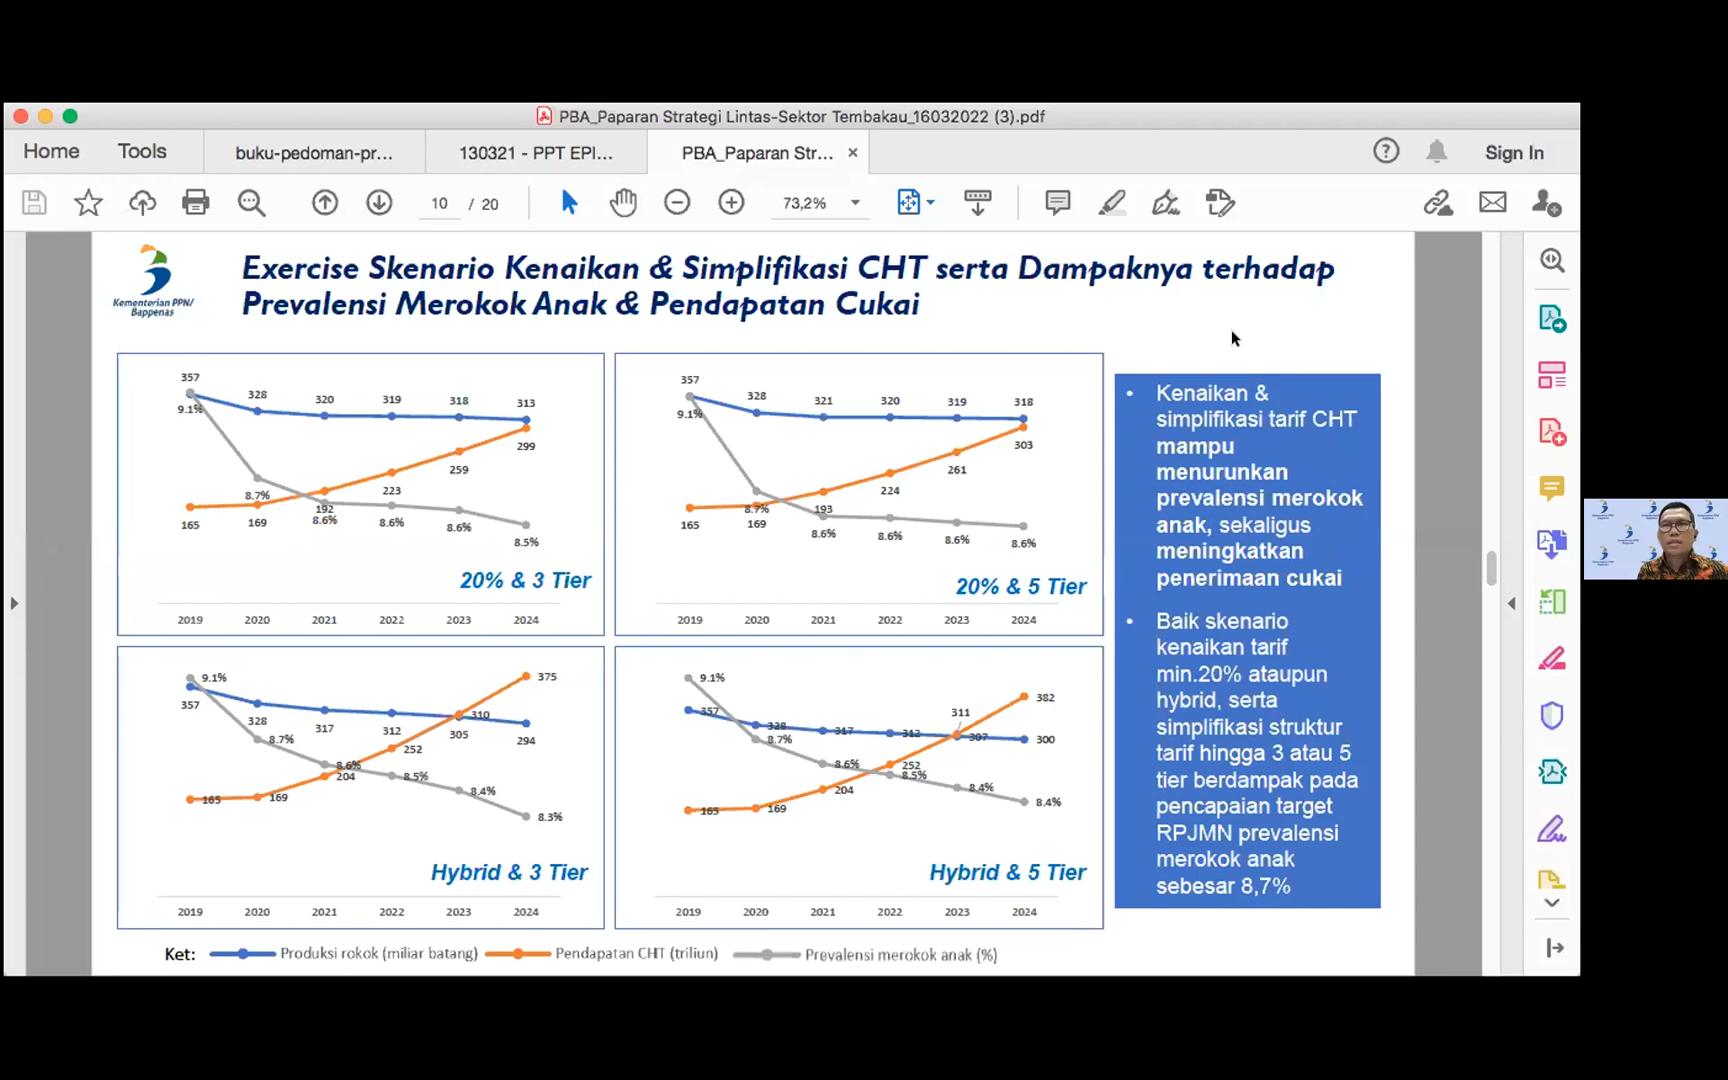 PBA_Paparan Strategi Lintas-Sektor Tembakau_16032022 (3).pdf
Home
Tools
buku-pedoman-pr...
130321 - PPT EPI...
PBA_Paparan Str...
Sign In
10 / 20
73,2%
Kementerian PPN/
Bappenas
Exercise Skenario Kenaikan & Simplifikasi CHT serta Dampaknya terhadap
Prevalensi Merokok Anak & Pendapatan Cukai
357
328
320
319
318
313
9.1%
8.7%
8.6%
8.6%
8.6%
8.5%
165
169
192
223
259
299
20% & 3 Tier
2019 2020 2021 2022 2023 2024
357
328
321
320
319
318
9.1%
8.7%
8.6%
8.6%
8.6%
8.6%
165
169
193
224
261
303
20% & 5 Tier
2019 2020 2021 2022 2023 2024
9.1%
8.7%
8.6%
8.5%
8.4%
8.3%
357
328
317
312
305
294
165
169
204
252
310
375
Hybrid & 3 Tier
2019 2020 2021 2022 2023 2024
9.1%
8.7%
8.6%
8.5%
8.4%
8.4%
357
328
317
312
307
300
165
169
204
252
311
382
Hybrid & 5 Tier
2019 2020 2021 2022 2023 2024
• Kenaikan &
simplifikasi tarif CHT
mampu
menurunkan
prevalensi merokok
anak, sekaligus
meningkatkan
penerimaan cukai
• Baik skenario
kenaikan tarif
min.20% ataupun
hybrid, serta
simplifikasi struktur
tarif hingga 3 atau 5
tier berdampak pada
pencapaian target
RPJMN prevalensi
merokok anak
sebesar 8,7%
Ket: Produksi rokok (miliar batang) Pendapatan CHT (triliun) Prevalensi merokok anak (%)